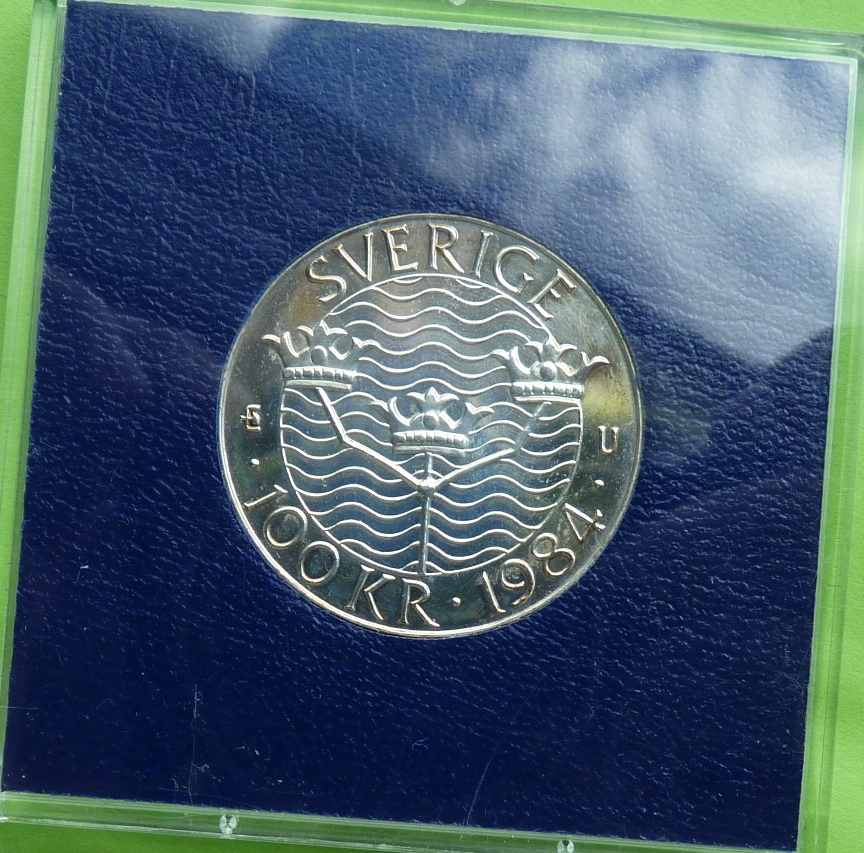 SVERIGE
U
· 100 KR · 1984 ·